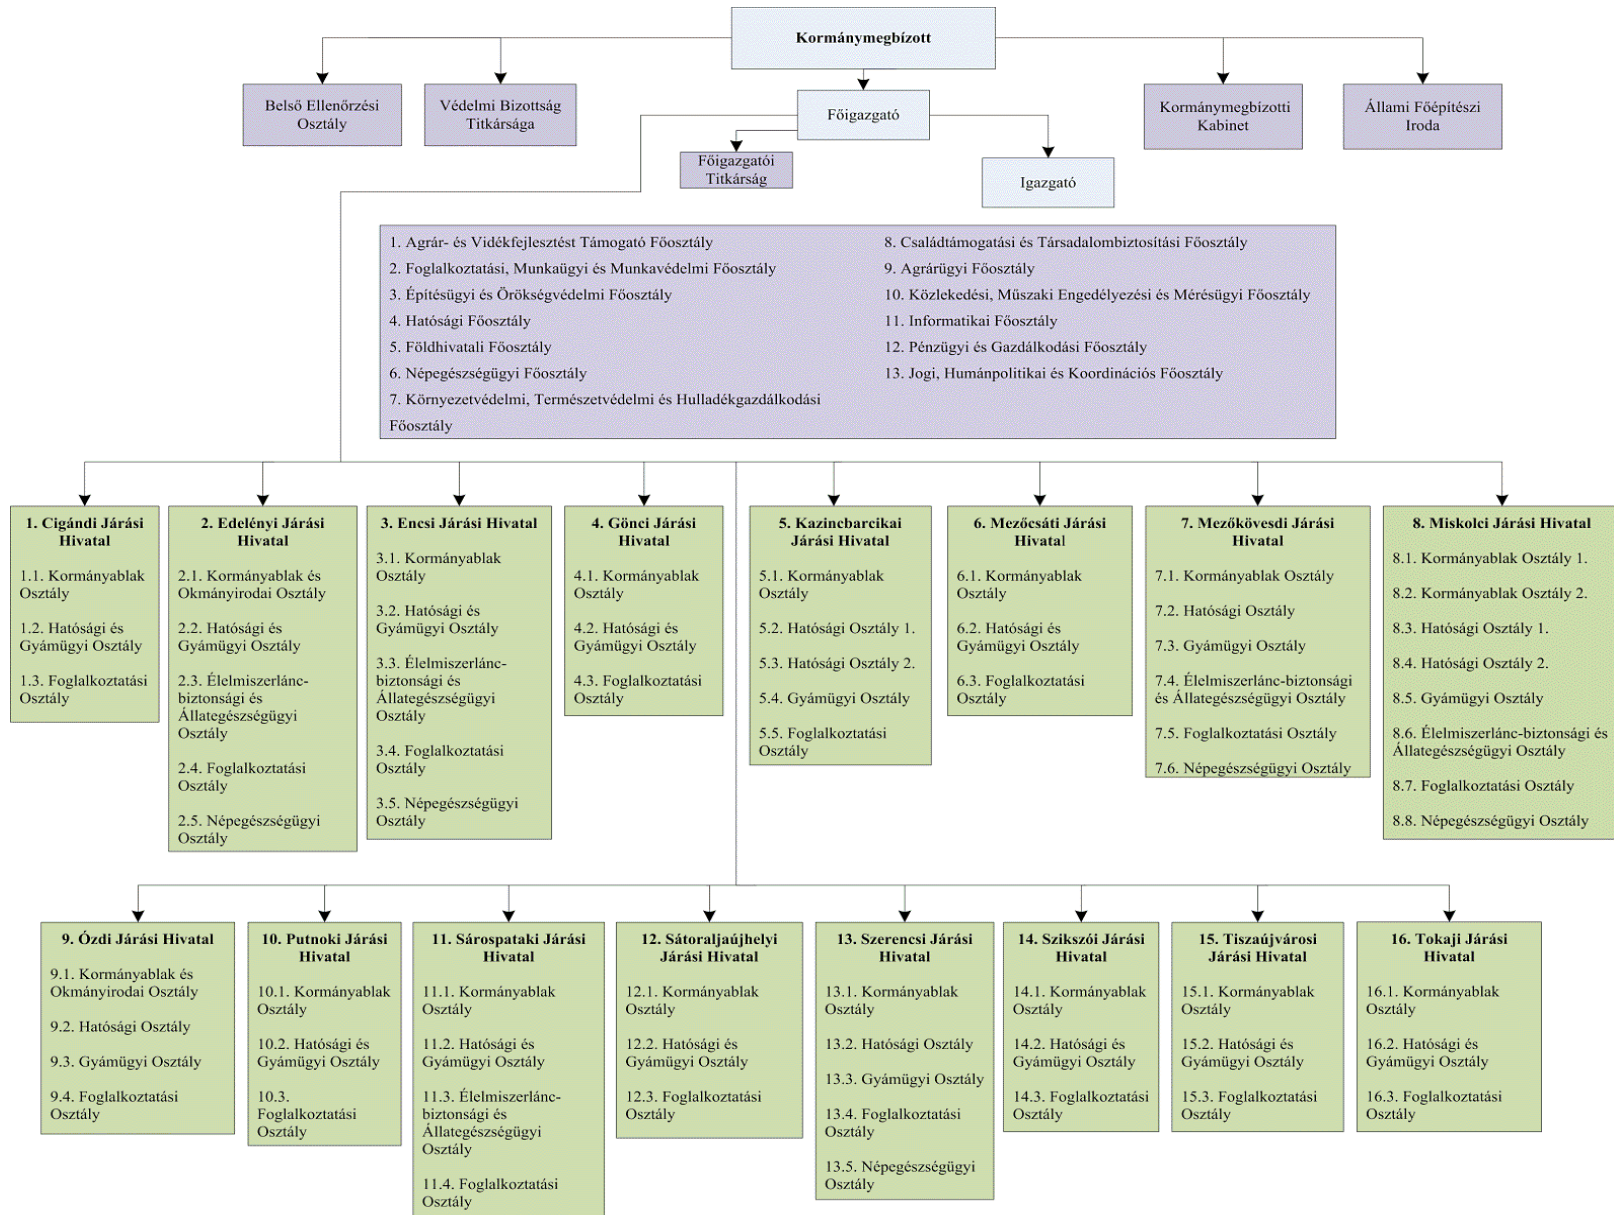 Kormánymegbízott
Belső Ellenőrzési
Osztály
Védelmi Bizottság
Titkársága
Főigazgató
Kormánymegbízotti
Kabinet
Állami Főépítészi
Iroda
Főigazgatói
Titkárság
Igazgató
1. Agrár- és Vidékfejlesztést Támogató Főosztály
2. Foglalkoztatási, Munkaügyi és Munkavédelmi Főosztály
3. Építésügyi és Örökségvédelmi Főosztály
4. Hatósági Főosztály
5. Földhivatali Főosztály
6. Népegészségügyi Főosztály
7. Környezetvédelmi, Természetvédelmi és Hulladékgazdálkodási
Főosztály
8. Családtámogatási és Társadalombiztosítási Főosztály
9. Agrárügyi Főosztály
10. Közlekedési, Műszaki Engedélyezési és Mérésügyi Főosztály
11. Informatikai Főosztály
12. Pénzügyi és Gazdálkodási Főosztály
13. Jogi, Humánpolitikai és Koordinációs Főosztály
1. Cigándi Járási
Hivatal
1.1. Kormányablak
Osztály
1.2. Hatósági és
Gyámügyi Osztály
1.3. Foglalkoztatási
Osztály
2. Edelényi Járási
Hivatal
2.1. Kormányablak és
Okmányirodai Osztály
2.2. Hatósági és
Gyámügyi Osztály
2.3. Élelmiszerlánc-
biztonsági és
Állategészségügyi
Osztály
2.4. Foglalkoztatási
Osztály
2.5. Népegészségügyi
Osztály
3. Encsi Járási Hivatal
3.1. Kormányablak
Osztály
3.2. Hatósági és
Gyámügyi Osztály
3.3. Élelmiszerlánc-
biztonsági és
Állategészségügyi
Osztály
3.4. Foglalkoztatási
Osztály
3.5. Népegészségügyi
Osztály
4. Gönci Járási
Hivatal
4.1. Kormányablak
Osztály
4.2. Hatósági és
Gyámügyi Osztály
4.3. Foglalkoztatási
Osztály
5. Kazincbarcikai
Járási Hivatal
5.1. Kormányablak
Osztály
5.2. Hatósági Osztály 1.
5.3. Hatósági Osztály 2.
5.4. Gyámügyi Osztály
5.5. Foglalkoztatási
Osztály
6. Mezőcsáti Járási
Hivatal
6.1. Kormányablak
Osztály
6.2. Hatósági és
Gyámügyi Osztály
6.3. Foglalkoztatási
Osztály
7. Mezőkövesdi Járási
Hivatal
7.1. Kormányablak Osztály
7.2. Hatósági Osztály
7.3. Gyámügyi Osztály
7.4. Élelmiszerlánc-biztonsági
és Állategészségügyi Osztály
7.5. Foglalkoztatási Osztály
7.6. Népegészségügyi Osztály
8. Miskolci Járási Hivatal
8.1. Kormányablak Osztály 1.
8.2. Kormányablak Osztály 2.
8.3. Hatósági Osztály 1.
8.4. Hatósági Osztály 2.
8.5. Gyámügyi Osztály
8.6. Élelmiszerlánc-biztonsági és
Állategészségügyi Osztály
8.7. Foglalkoztatási Osztály
8.8. Népegészségügyi Osztály
9. Ózdi Járási Hivatal
9.1. Kormányablak és
Okmányirodai Osztály
9.2. Hatósági Osztály
9.3. Gyámügyi Osztály
9.4. Foglalkoztatási
Osztály
10. Putnoki Járási
Hivatal
10.1. Kormányablak
Osztály
10.2. Hatósági és
Gyámügyi Osztály
10.3.
Foglalkoztatási
Osztály
11. Sárospataki Járási
Hivatal
11.1. Kormányablak
Osztály
11.2. Hatósági és
Gyámügyi Osztály
11.3. Élelmiszerlánc-
biztonsági és
Állategészségügyi
Osztály
11.4. Foglalkoztatási
Osztály
12. Sátoraljaújhelyi
Járási Hivatal
12.1. Kormányablak
Osztály
12.2. Hatósági és
Gyámügyi Osztály
12.3. Foglalkoztatási
Osztály
13. Szerencsi Járási
Hivatal
13.1. Kormányablak
Osztály
13.2. Hatósági Osztály
13.3. Gyámügyi Osztály
13.4. Foglalkoztatási
Osztály
13.5. Népegészségügyi
Osztály
14. Szikszói Járási
Hivatal
14.1. Kormányablak
Osztály
14.2. Hatósági és
Gyámügyi Osztály
14.3. Foglalkoztatási
Osztály
15. Tiszaújvárosi
Járási Hivatal
15.1. Kormányablak
Osztály
15.2. Hatósági és
Gyámügyi Osztály
15.3. Foglalkoztatási
Osztály
16. Tokaji Járási
Hivatal
16.1. Kormányablak
Osztály
16.2. Hatósági és
Gyámügyi Osztály
16.3. Foglalkoztatási
Osztály